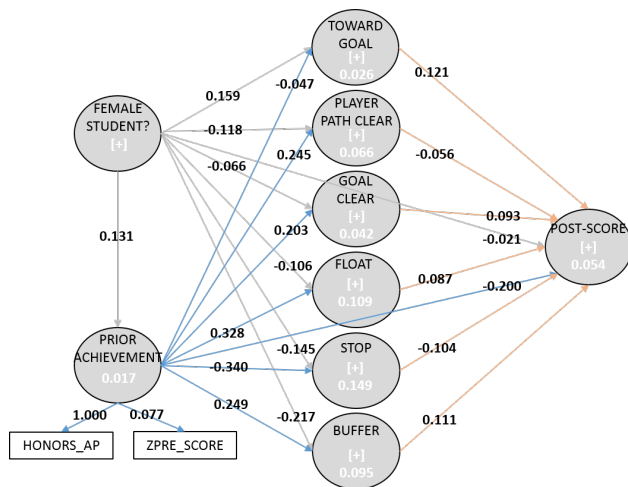 TOWARD
GOAL
[+]
0.026
0.121
-0.047
0.159
FEMALE
STUDENT?
[+]
PLAYER
PATH CLEAR
[+]
0.066
-0.118
0.245
-0.056
-0.066
GOAL
CLEAR
[+]
0.042
0.203
0.093
-0.021
POST-SCORE
[+]
0.054
0.131
-0.106
FLOAT
[+]
0.109
0.087
-0.200
0.328
PRIOR
ACHIEVEMENT
0.017
-0.145
STOP
[+]
0.149
-0.104
-0.340
0.249
-0.217
BUFFER
[+]
0.095
0.111
1.000
0.077
HONORS_AP
ZPRE_SCORE